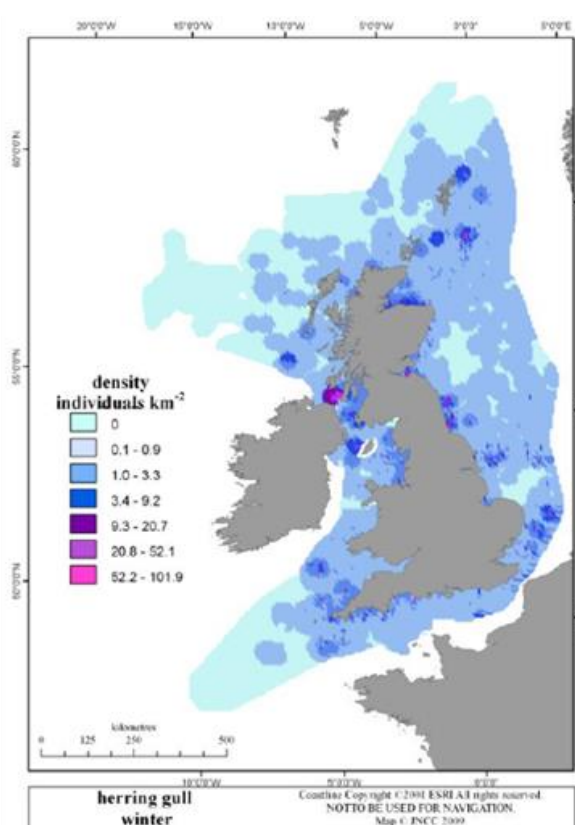 20°0'0"W 10°0'0"W 5°0'0"W 0°0'0" 5°0'0"E
60°0'0"N
55°0'0"N
50°0'0"N
density
individuals km-2
0
0.1 - 0.9
1.0 - 3.3
3.4 - 9.2
9.3 - 20.7
20.8 - 52.1
52.2 - 101.9
kilometres
0 125 250 500
10°0'0"W 5°0'0"W 0°0'0"
herring gull
winter
Coastline Copyright ©2001 ESRI All rights reserved.
NOT TO BE USED FOR NAVIGATION.
Map © JNCC 2009